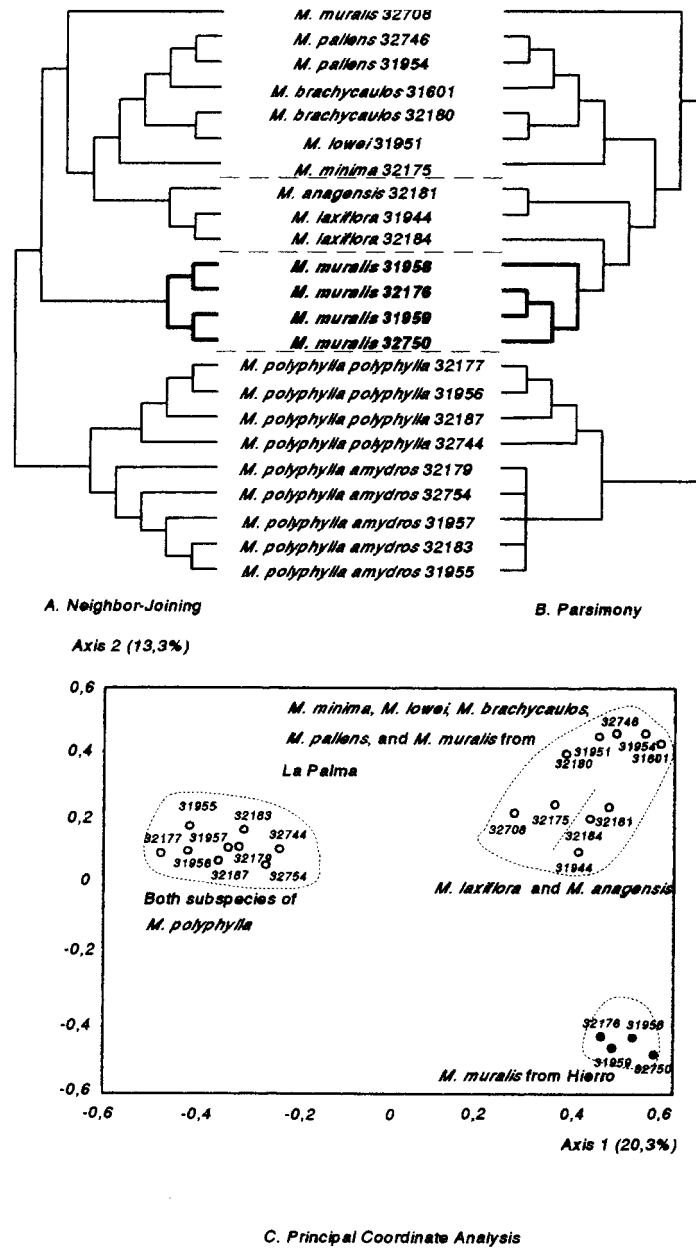 M. muralis 32708
M. pallens 32746
M. pallens 31954
M. brachycaulos 31601
M. brachycaulos 32180
M. lowei 31951
M. minima 32175
M. anagensis 32181
M. laxiflora 31944
M. laxiflora 32184
M. muralis 31958
M. muralis 32176
M. muralis 31959
M. muralis 32750
M. polyphylla polyphylla 32177
M. polyphylla polyphylla 31956
M. polyphylla polyphylla 32187
M. polyphylla polyphylla 32744
M. polyphylla amydros 32179
M. polyphylla amydros 32754
M. polyphylla amydros 31957
M. polyphylla amydros 32183
M. polyphylla amydros 31955
A. Neighbor-Joining
B. Parsimony
Axis 2 (13,3%)
0,6
0,4
0,2
0
-0,2
-0,4
-0,6
M. minima, M. lowei, M. brachycaulos,
M. pallens, and M. muralis from
La Palma
32746
31951
31954
32180
31601
32708
32175
32181
32184
31944
M. laxiflora and M. anagensis
31955
32183
32177
31957
32744
31956
32179
32187
32754
Both subspecies of
M. polyphylla
32176
31958
31959
32750
M. muralis from Hierro
-0,6
-0,4
-0,2
0
0,2
0,4
0,6
Axis 1 (20,3%)
C. Principal Coordinate Analysis